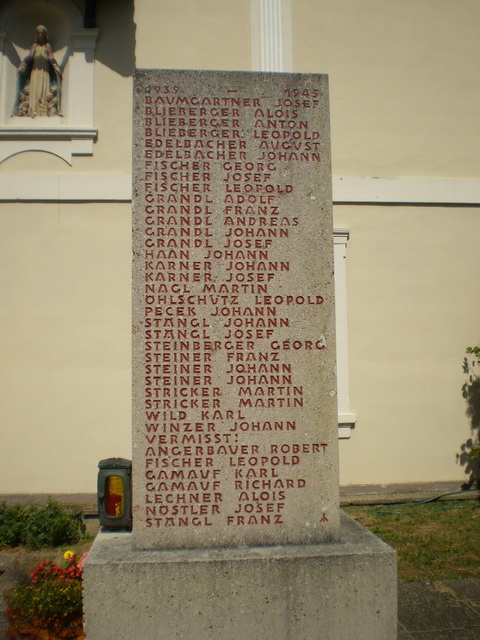 1939 – 1945
BAUMGARTNER JOSEF
BLIEBERGER ALOIS
BLIEBERGER ANTON
BLIEBERGER LEOPOLD
EDELBACHER AUGUST
EDELBACHER JOHANN
FISCHER GEORG
FISCHER JOSEF
FISCHER LEOPOLD
GRANDL ADOLF
GRANDL FRANZ
GRANDL ANDREAS
GRANDL JOHANN
GRANDL JOSEF
HAAN JOHANN
KARNER JOHANN
KARNER JOSEF
NAGL MARTIN
ÖHLSCHÜTZ LEOPOLD
PECEK JOHANN
STÄNGL JOHANN
STÄNGL JOSEF
STEINBERGER GEORG
STEINER FRANZ
STEINER JOHANN
STEINER JOHANN
STRICKER MARTIN
STRICKER MARTIN
WILD KARL
WINZER JOHANN
VERMISST:
ANGERBAUER ROBERT
FISCHER LEOPOLD
GAMAUF KARL
GAMAUF RICHARD
LECHNER ALOIS
NÖSTLER JOSEF
STÄNGL FRANZ